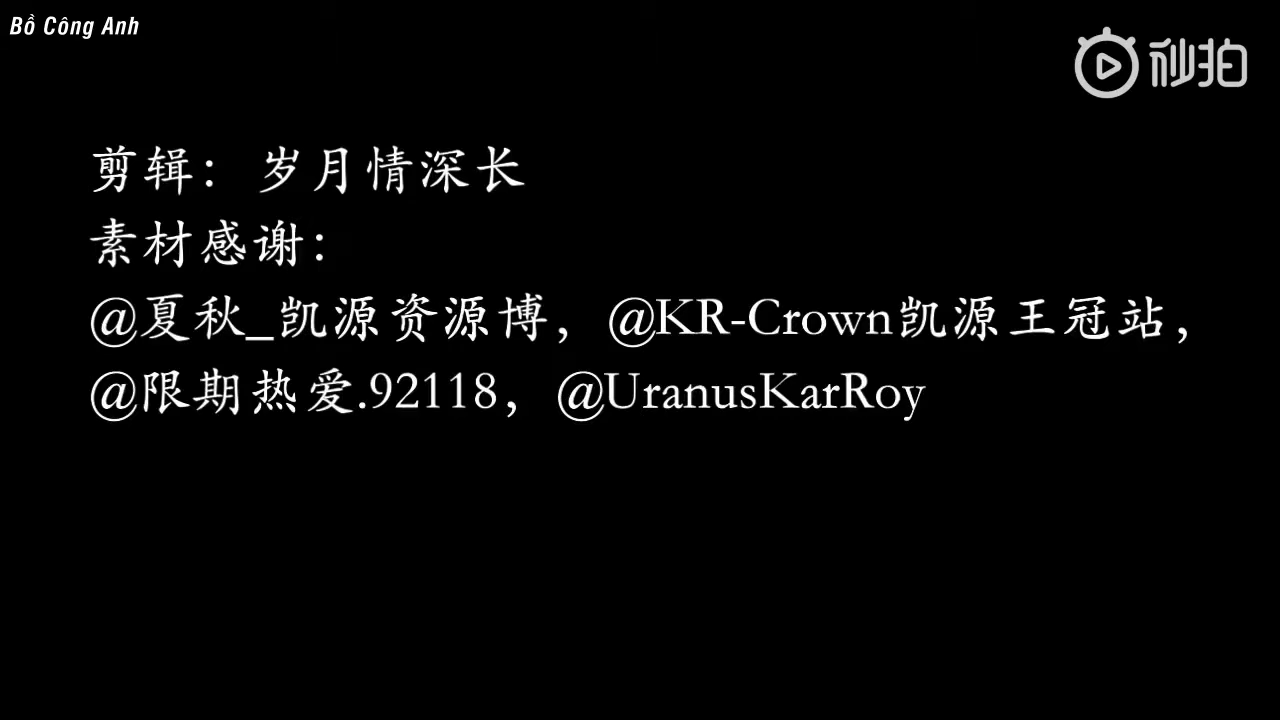 Bồ Công Anh
秒拍
剪辑：岁月情深长
素材感谢：
@夏秋_凯源资源博，@KR-Crown凯源王冠站，
@限期热爱.92118，@UranusKarRoy